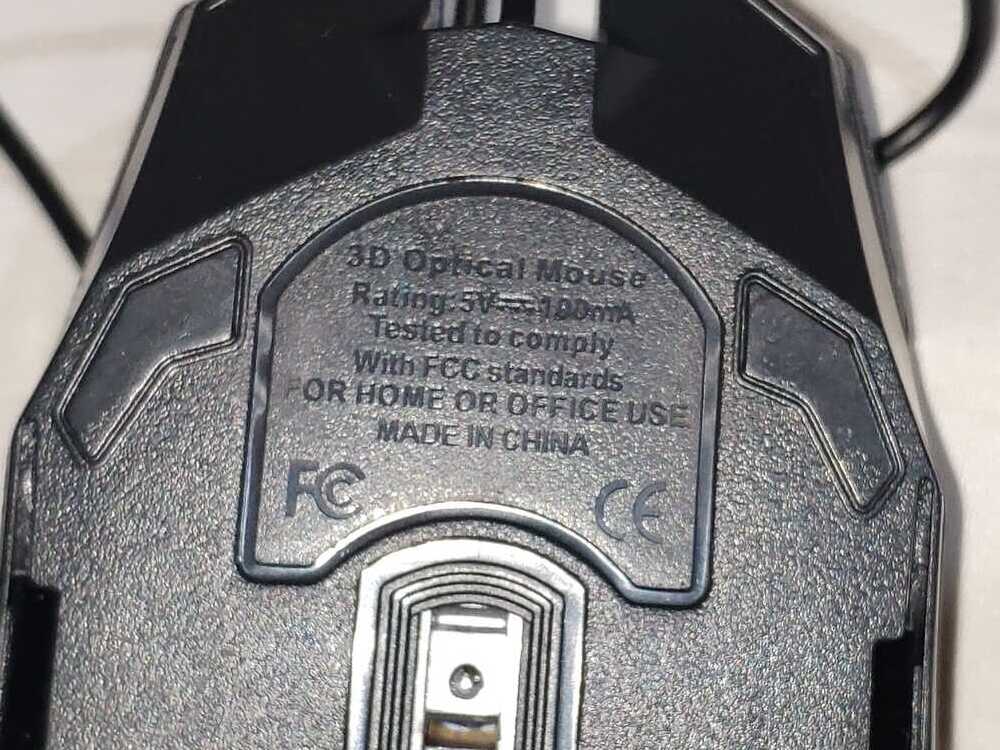 3D Optical Mouse
Rating: 5V⎓100mA
Tested to comply
With FCC standards
FOR HOME OR OFFICE USE
MADE IN CHINA
FC CE